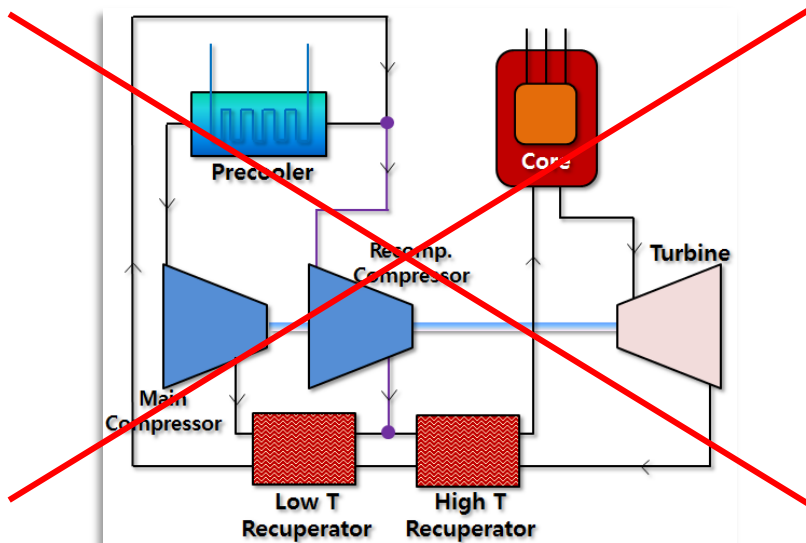 Precooler
Core
Recomp.
Compressor
Turbine
Main
Compressor
Low T
Recuperator
High T
Recuperator